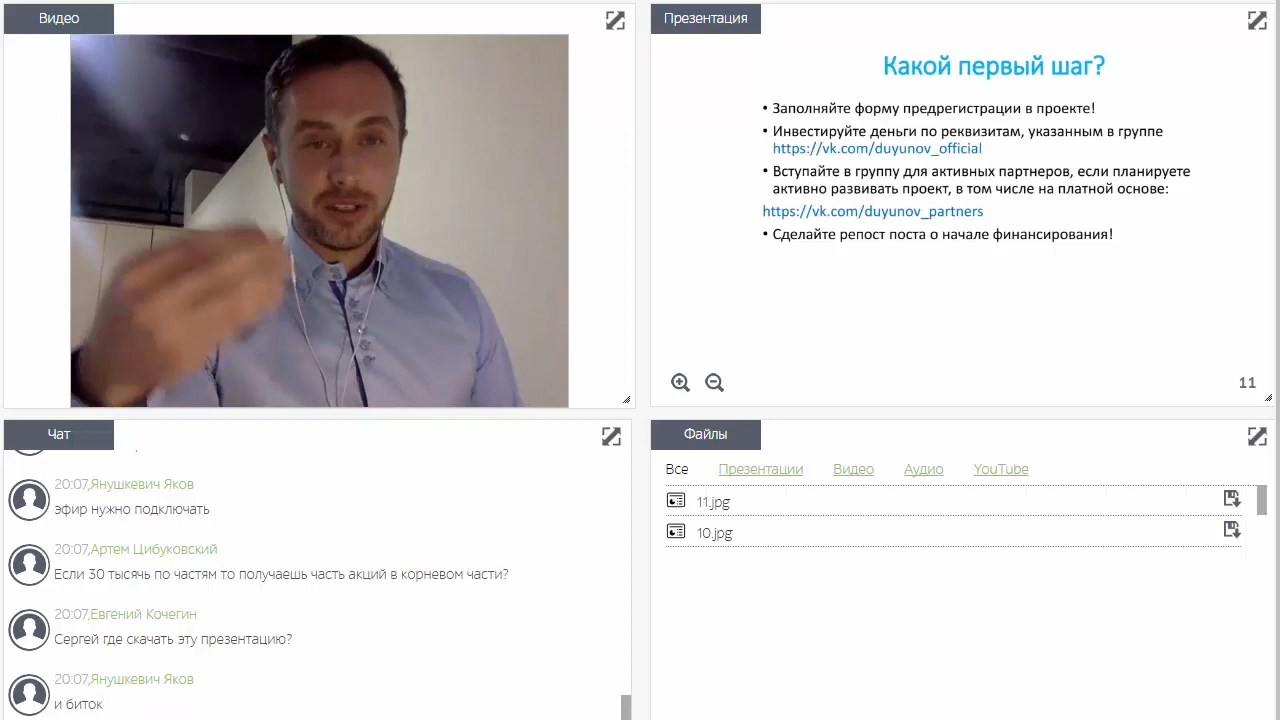 Видео
Презентация
Какой первый шаг?
• Заполняйте форму предрегистрации в проекте!
• Инвестируйте деньги по реквизитам, указанным в группе
https://vk.com/duyunov_official
• Вступайте в группу для активных партнеров, если планируете
активно развивать проект, в том числе на платной основе:
https://vk.com/duyunov_partners
• Сделайте репост поста о начале финансирования!
11
Чат
20:07,Янушкевич Яков
эфир нужно подключать
20:07,Артем Цибуковский
Если 30 тысячь по частям то получаешь часть акций в корневом части?
20:07,Евгений Кочегин
Сергей где скачать эту презентацию?
20:07,Янушкевич Яков
и биток
Файлы
Все Презентации Видео Аудио YouTube
11.jpg
10.jpg